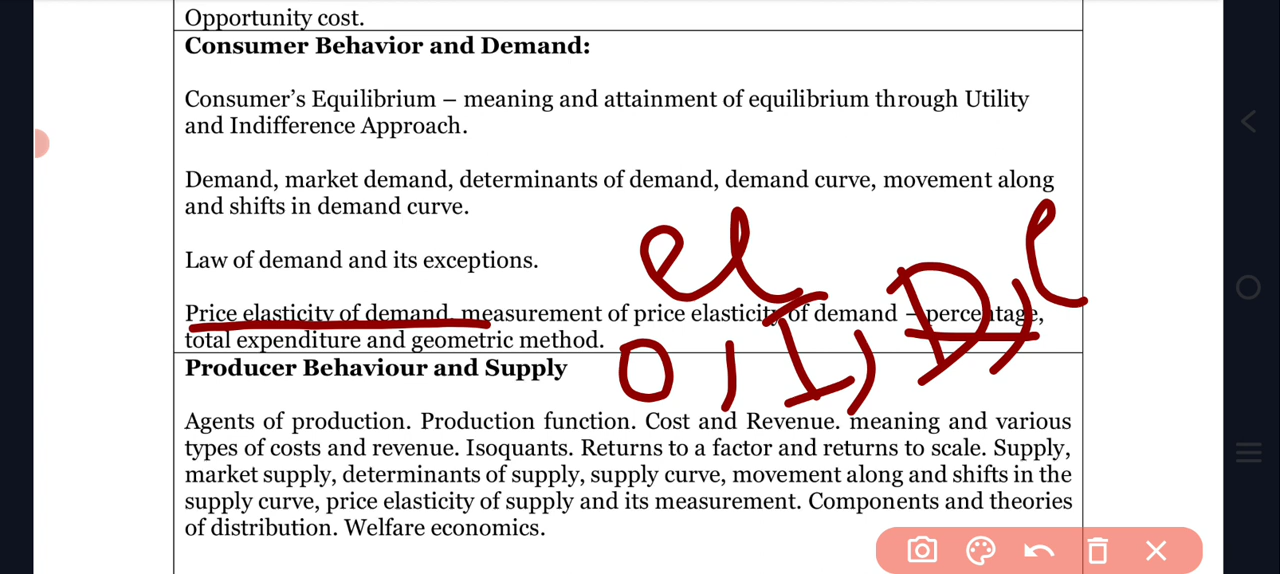 Opportunity cost.
Consumer Behavior and Demand:
Consumer’s Equilibrium – meaning and attainment of equilibrium through Utility
and Indifference Approach.
Demand, market demand, determinants of demand, demand curve, movement along
and shifts in demand curve.
Law of demand and its exceptions.
Price elasticity of demand, measurement of price elasticity of demand – percentage,
total expenditure and geometric method.
el
0, I, D, l
Producer Behaviour and Supply
Agents of production. Production function. Cost and Revenue. meaning and various
types of costs and revenue. Isoquants. Returns to a factor and returns to scale. Supply,
market supply, determinants of supply, supply curve, movement along and shifts in the
supply curve, price elasticity of supply and its measurement. Components and theories
of distribution. Welfare economics.